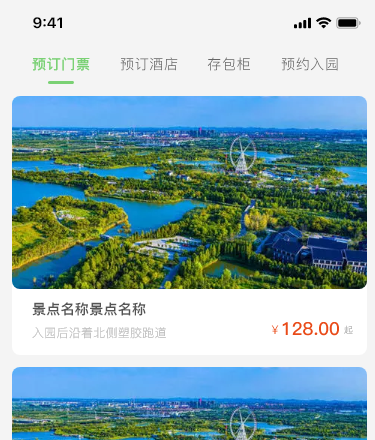 9:41
预订门票 预订酒店 存包柜 预约入园
景点名称景点名称
入园后沿着北侧塑胶跑道
¥128.00 起